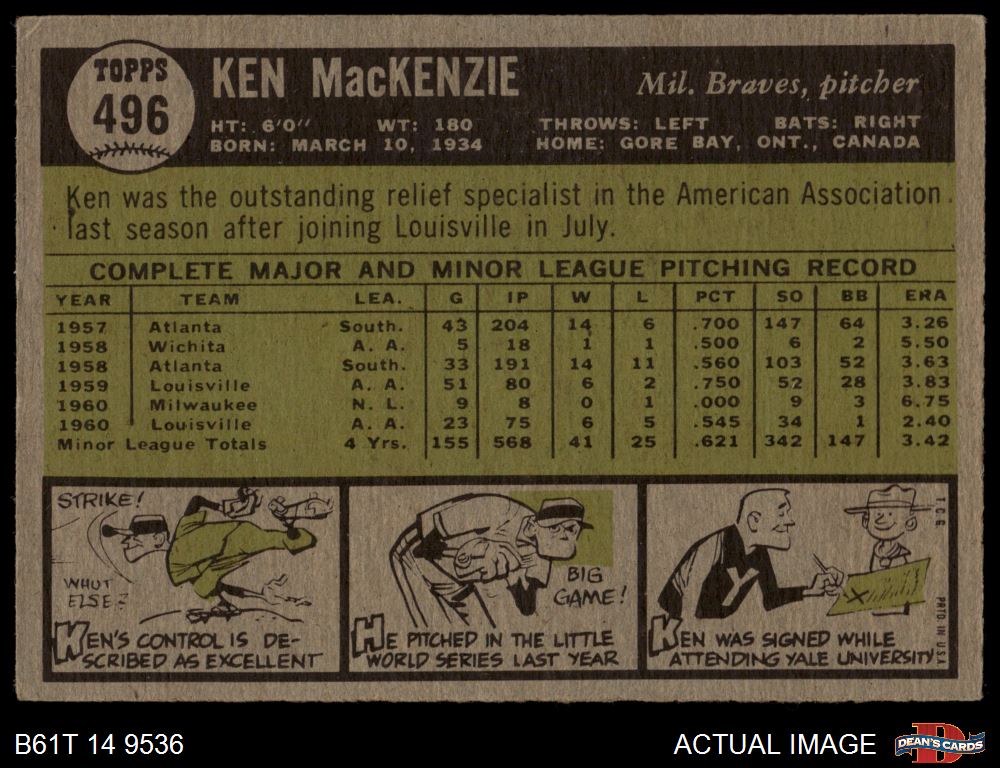 TOPPS
496
KEN MacKENZIE
Mil. Braves, pitcher
HT: 6'0" WT: 180 THROWS: LEFT BATS: RIGHT
BORN: MARCH 10, 1934 HOME: GORE BAY, ONT., CANADA
Ken was the outstanding relief specialist in the American Association
last season after joining Louisville in July.
COMPLETE MAJOR AND MINOR LEAGUE PITCHING RECORD
YEAR TEAM LEA. G IP W L PCT SO BB ERA
1957 Atlanta South. 43 204 14 6 .700 147 64 3.26
1958 Wichita A. A. 5 18 1 1 .500 6 2 5.50
1958 Atlanta South. 33 191 14 11 .560 103 52 3.63
1959 Louisville A. A. 51 80 6 2 .750 52 28 3.83
1960 Milwaukee N. L. 9 8 0 1 .000 9 3 6.75
1960 Louisville A. A. 23 75 6 5 .545 34 1 2.40
Minor League Totals 4 Yrs. 155 568 41 25 .621 342 147 3.42
STRIKE!
WHUT
ELSE?
KEN'S CONTROL IS DE-
SCRIBED AS EXCELLENT
BIG
GAME!
HE PITCHED IN THE LITTLE
WORLD SERIES LAST YEAR
Y
X
KEN WAS SIGNED WHILE
ATTENDING YALE UNIVERSITY
T.C.G.
PRTD. IN U.S.A.
B61T 14 9536
ACTUAL IMAGE
DEAN'S CARDS